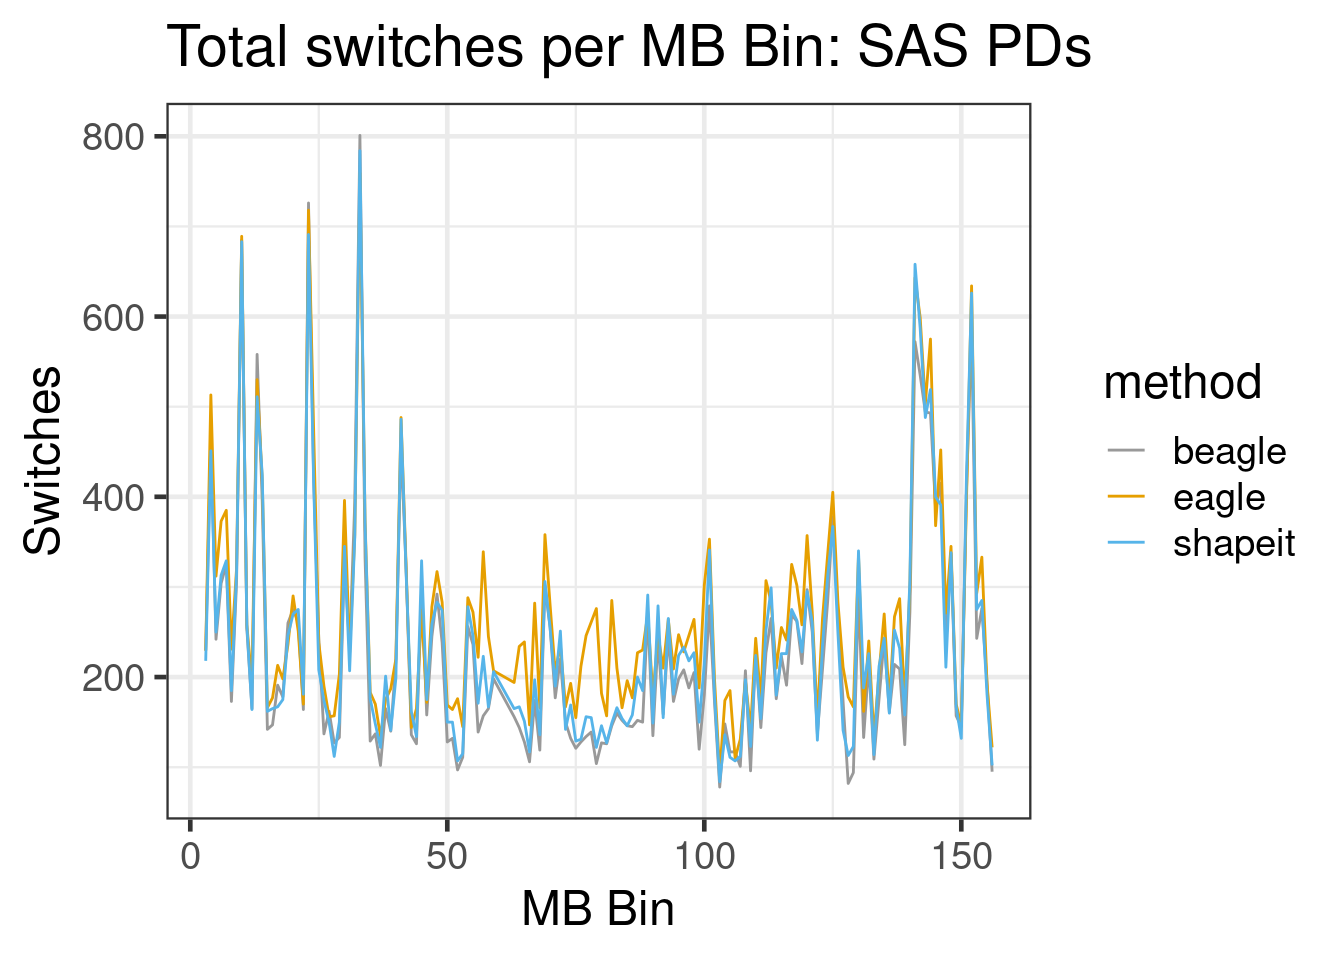 Total switches per MB Bin: SAS PDs
800
600
400
200
Switches
0
50
100
150
MB Bin
method
beagle
eagle
shapeit